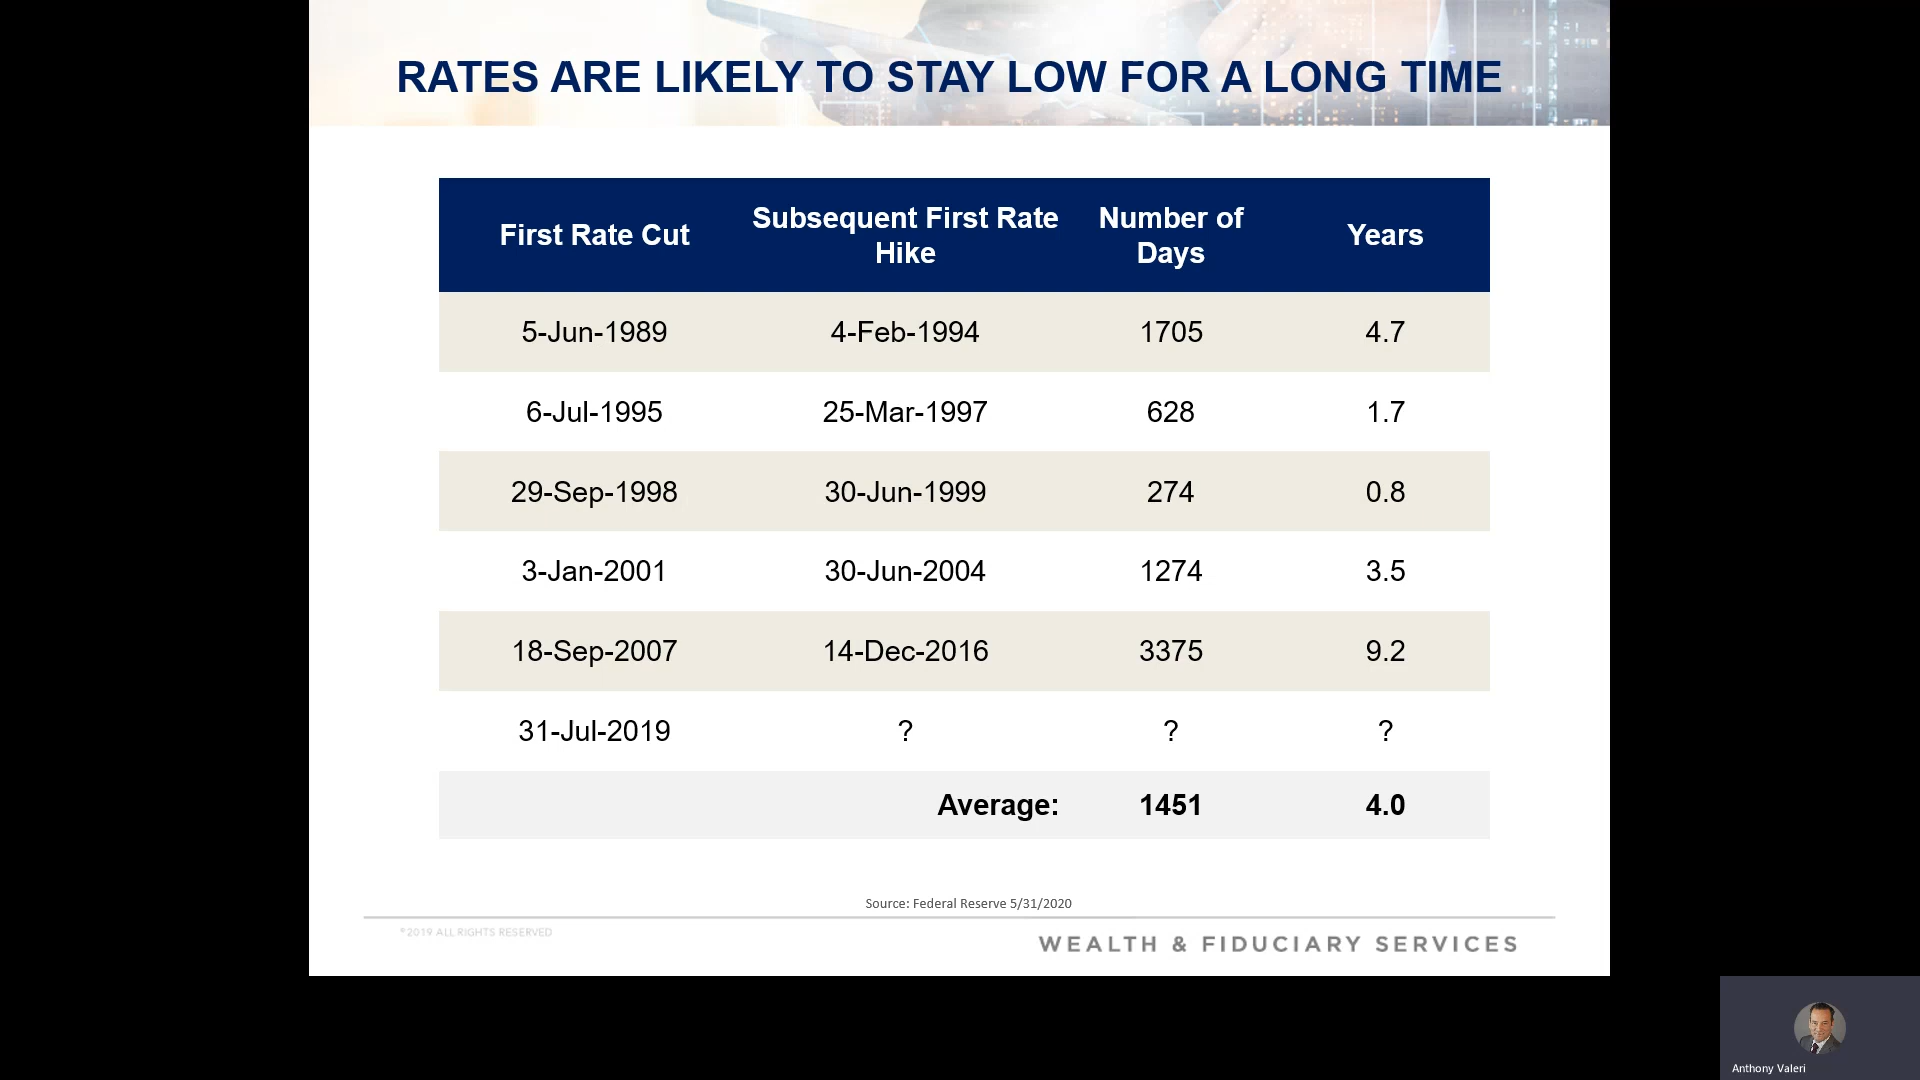 RATES ARE LIKELY TO STAY LOW FOR A LONG TIME
First Rate Cut Subsequent First Rate Hike Number of Days Years
5-Jun-1989 4-Feb-1994 1705 4.7
6-Jul-1995 25-Mar-1997 628 1.7
29-Sep-1998 30-Jun-1999 274 0.8
3-Jan-2001 30-Jun-2004 1274 3.5
18-Sep-2007 14-Dec-2016 3375 9.2
31-Jul-2019 ? ? ?
Average: 1451 4.0
Source: Federal Reserve 5/31/2020
©2019 ALL RIGHTS RESERVED
WEALTH & FIDUCIARY SERVICES
Anthony Valeri